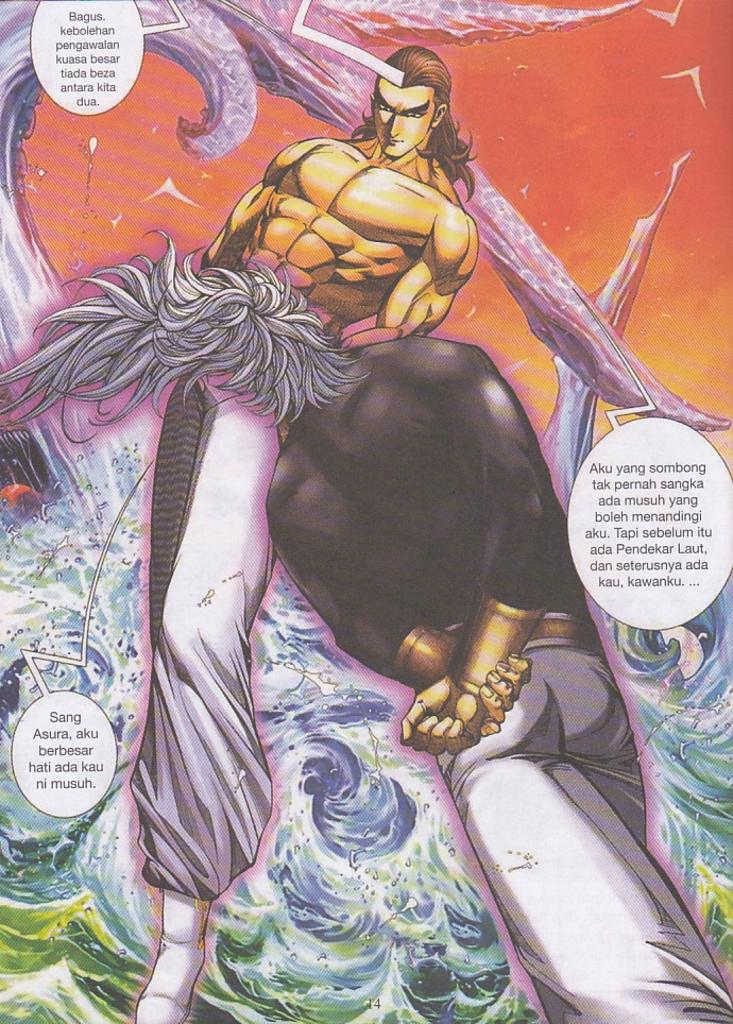 Bagus.
kebolehan
pengawalan
kuasa besar
tiada beza
antara kita
dua.
Aku yang sombong
tak pernah sangka
ada musuh yang
boleh menandingi
aku. Tapi sebelum itu
ada Pendekar Laut,
dan seterusnya ada
kau, kawanku. ...
Sang
Asura, aku
berbesar
hati ada kau
ni musuh.
14